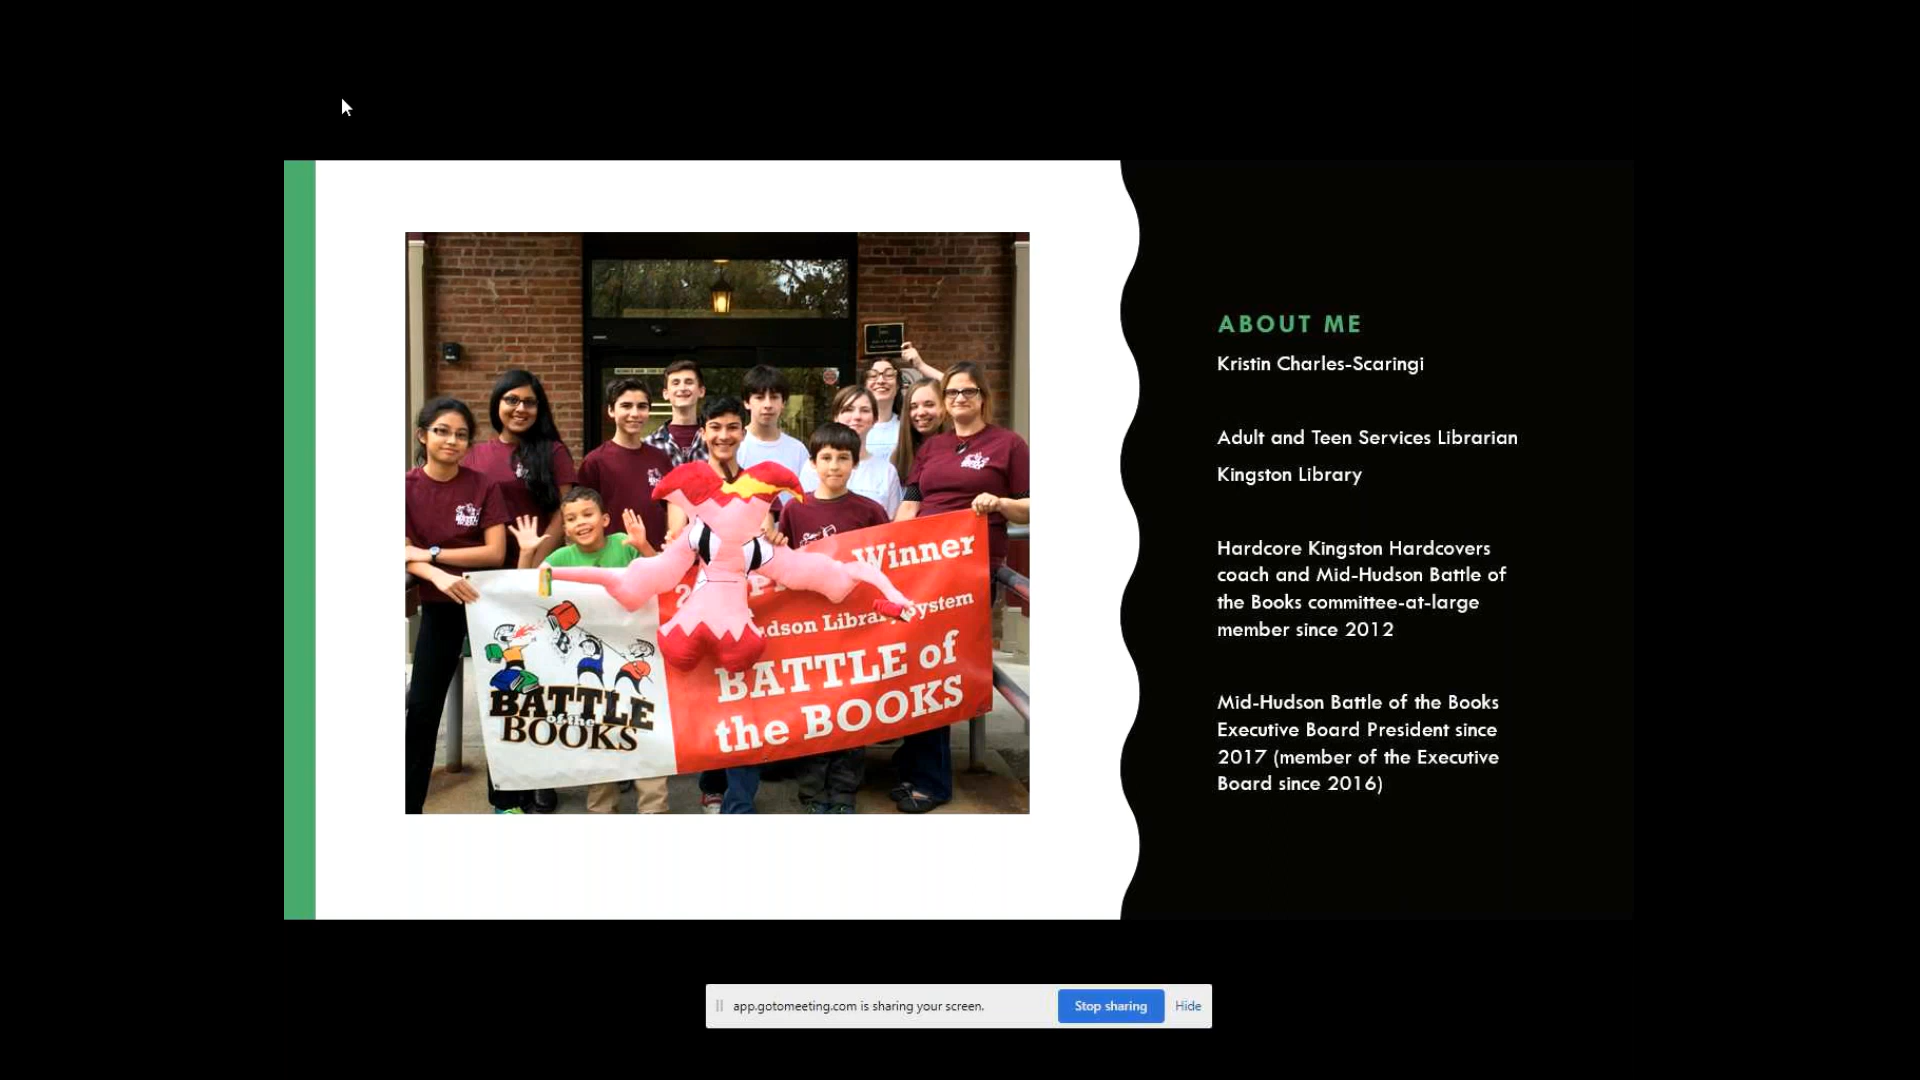 Winner
Library System
BATTLE of
the BOOKS
BATTLE
of the
BOOKS
ABOUT ME
Kristin Charles-Scaringi
Adult and Teen Services Librarian
Kingston Library
Hardcore Kingston Hardcovers
coach and Mid-Hudson Battle of
the Books committee-at-large
member since 2012
Mid-Hudson Battle of the Books
Executive Board President since
2017 (member of the Executive
Board since 2016)
app.gotomeeting.com is sharing your screen.
Stop sharing
Hide